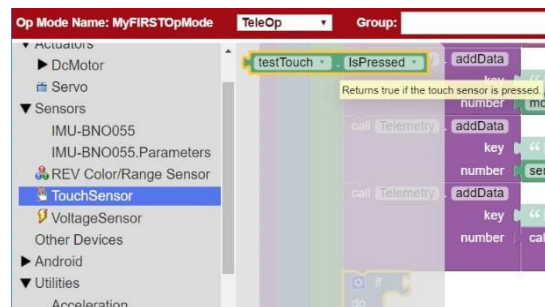 Op Mode Name: MyFIRSTOpMode TeleOp Group:
Actuators
DcMotor
Servo
Sensors
IMU-BNO055
IMU-BNO055.Parameters
REV Color/Range Sensor
TouchSensor
VoltageSensor
Other Devices
Android
Utilities
Acceleration
testTouch . IsPressed
Returns true if the touch sensor is pressed.
addData
key
number
call Telemetry . addData
key
number
call Telemetry . addData
key
number
if
do